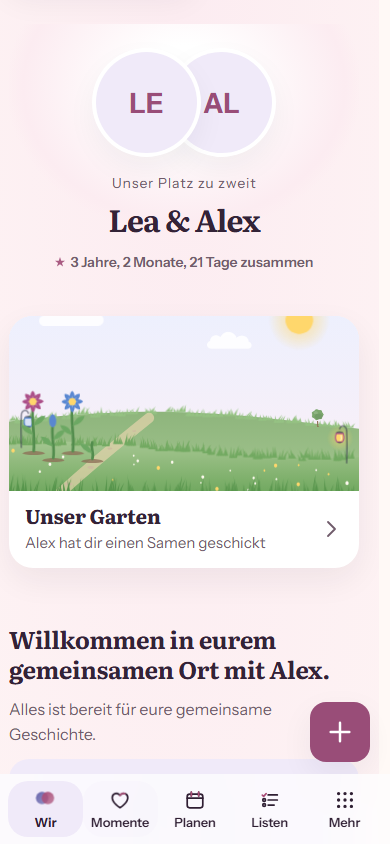 LE
AL
Unser Platz zu zweit
Lea & Alex
★ 3 Jahre, 2 Monate, 21 Tage zusammen
Unser Garten
Alex hat dir einen Samen geschickt
Willkommen in eurem
gemeinsamen Ort mit Alex.
Alles ist bereit für eure gemeinsame
Geschichte.
Wir
Momente
Planen
Listen
Mehr